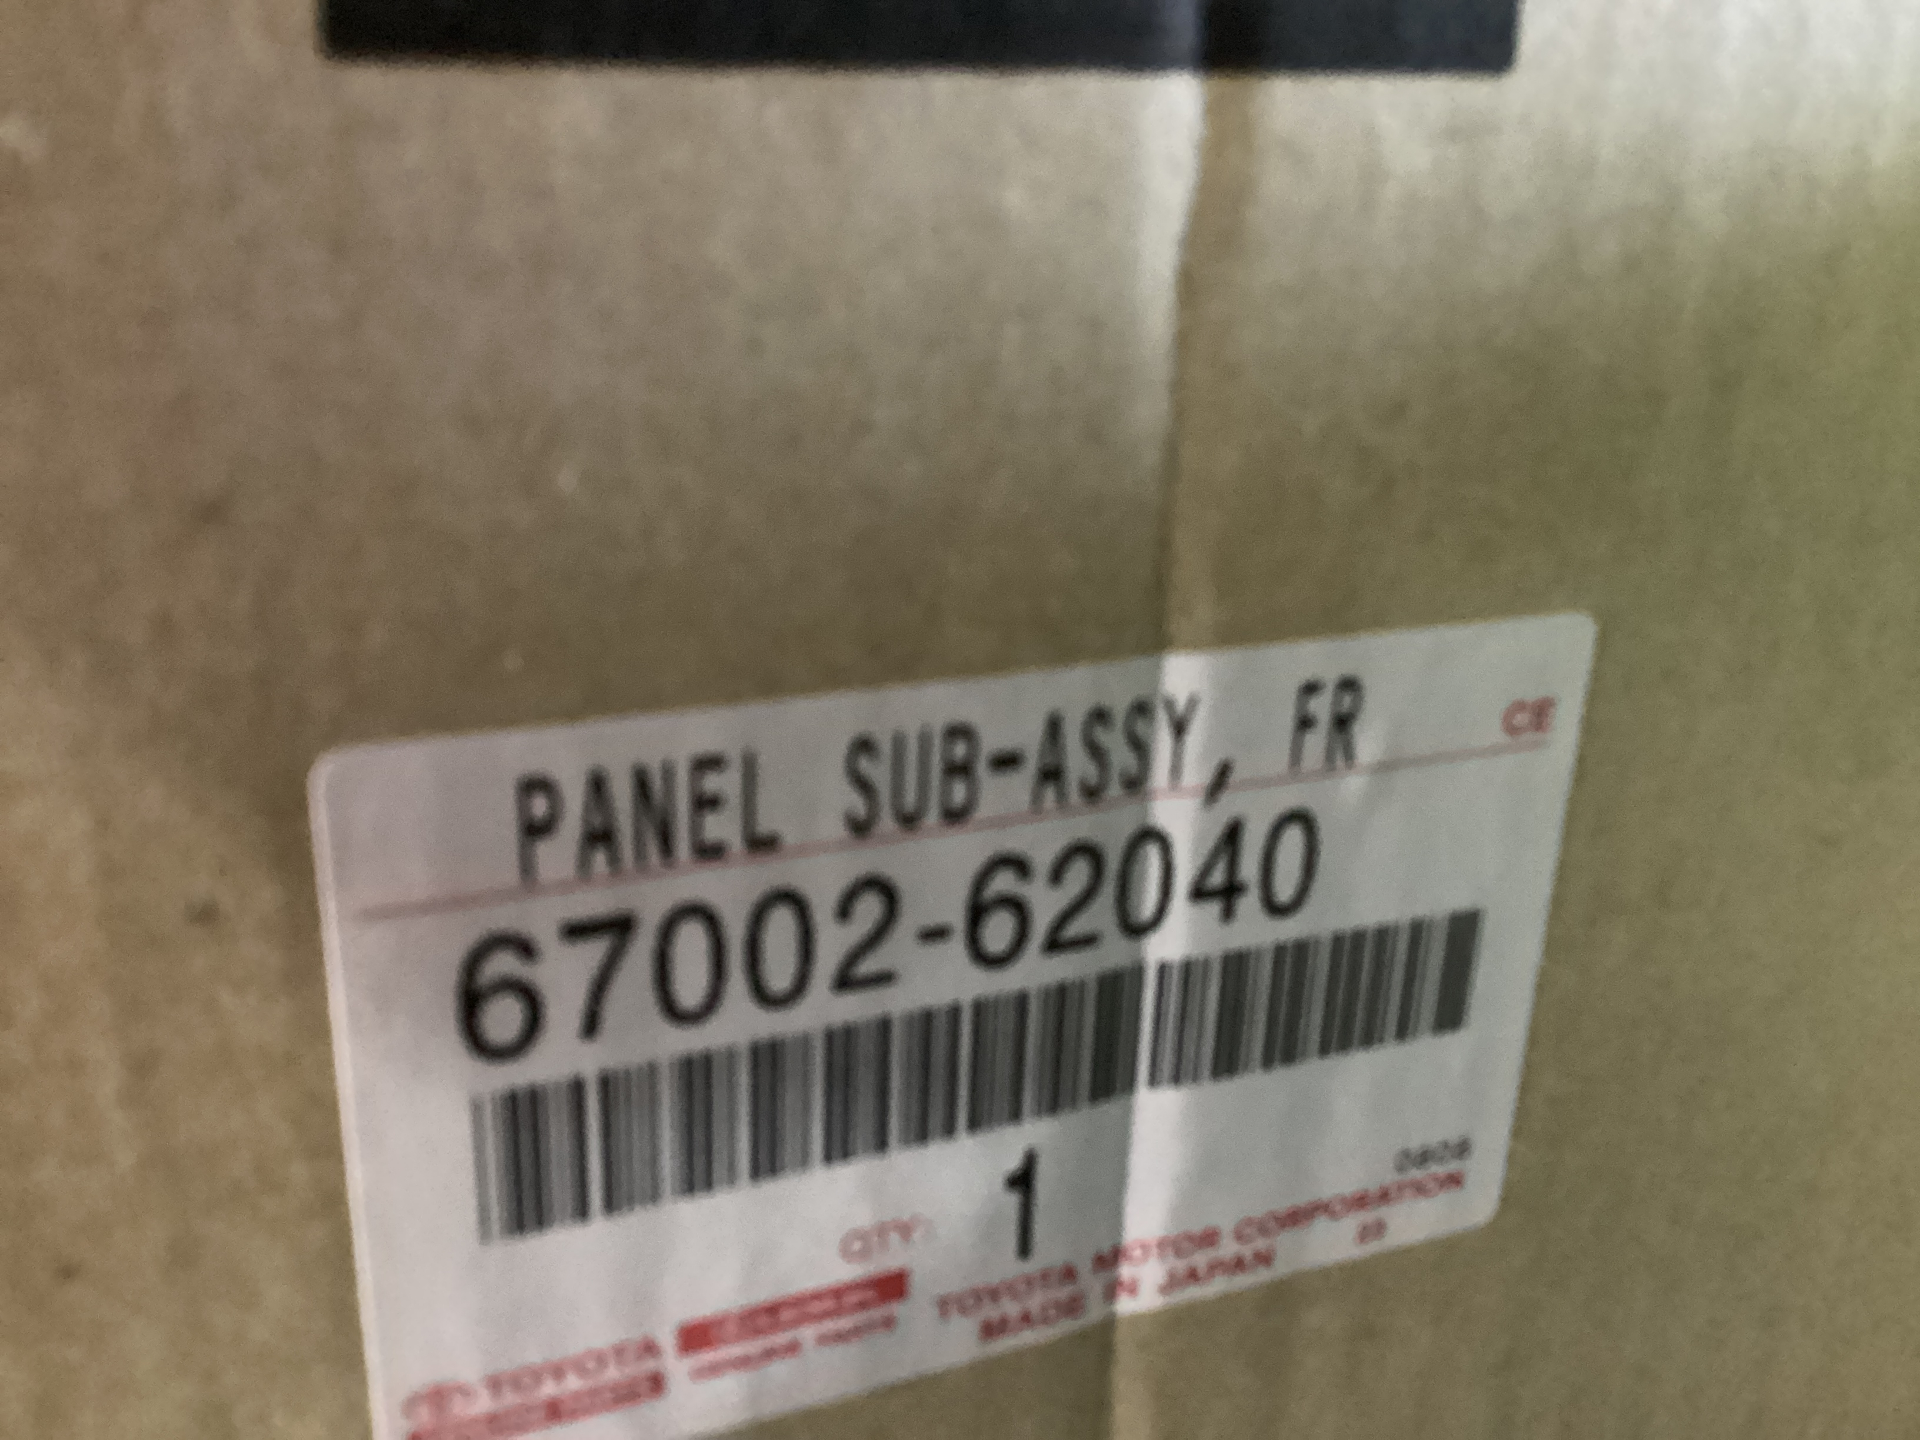 PANEL SUB-ASSY, FR
CE
67002-62040
QTY: 1
TOYOTA MOTOR CORPORATION
MADE IN JAPAN
TOYOTA